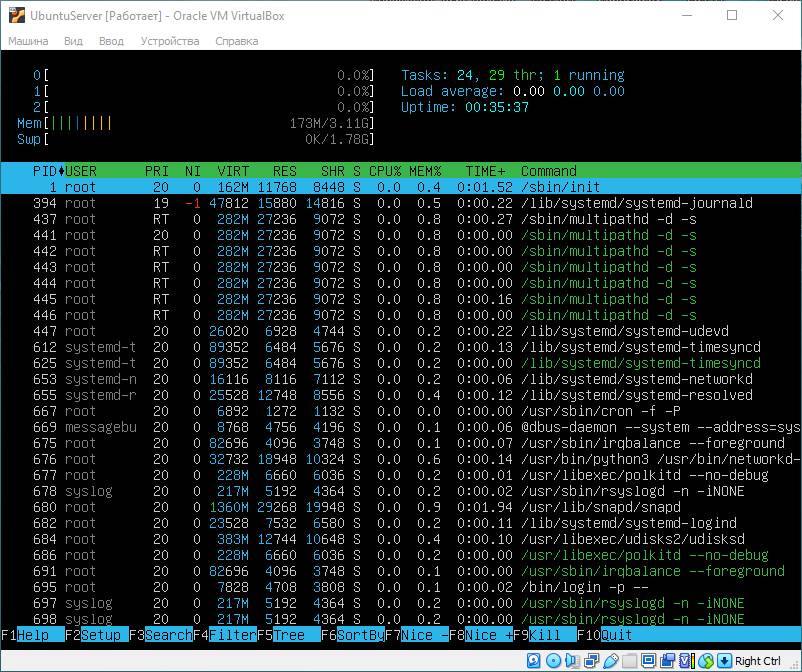 UbuntuServer [Работает] - Oracle VM VirtualBox
Машина Вид Ввод Устройства Справка
0[ 0.0%] Tasks: 24, 29 thr; 1 running
1[ 0.0%] Load average: 0.00 0.00 0.00
2[ 0.0%] Uptime: 00:35:37
Mem[|||||||| 173M/3.11G]
Swp[ 0K/1.78G]
PID USER PRI NI VIRT RES SHR S CPU% MEM% TIME+ Command
1 root 20 0 162M 11768 8448 S 0.0 0.4 0:01.52 /sbin/init
394 root 19 -1 47812 15880 14816 S 0.0 0.5 0:00.22 /lib/systemd/systemd-journald
437 root RT 0 282M 27236 9072 S 0.0 0.8 0:00.27 /sbin/multipathd -d -s
441 root 20 0 282M 27236 9072 S 0.0 0.8 0:00.00 /sbin/multipathd -d -s
442 root RT 0 282M 27236 9072 S 0.0 0.8 0:00.00 /sbin/multipathd -d -s
443 root RT 0 282M 27236 9072 S 0.0 0.8 0:00.00 /sbin/multipathd -d -s
444 root RT 0 282M 27236 9072 S 0.0 0.8 0:00.00 /sbin/multipathd -d -s
445 root RT 0 282M 27236 9072 S 0.0 0.8 0:00.16 /sbin/multipathd -d -s
446 root RT 0 282M 27236 9072 S 0.0 0.8 0:00.00 /sbin/multipathd -d -s
447 root 20 0 26020 6928 4744 S 0.0 0.2 0:00.22 /lib/systemd/systemd-udevd
612 systemd-t 20 0 89352 6484 5676 S 0.0 0.2 0:00.13 /lib/systemd/systemd-timesyncd
625 systemd-t 20 0 89352 6484 5676 S 0.0 0.2 0:00.00 /lib/systemd/systemd-timesyncd
653 systemd-n 20 0 16116 8116 7112 S 0.0 0.2 0:00.06 /lib/systemd/systemd-networkd
655 systemd-r 20 0 25528 12748 8556 S 0.0 0.4 0:00.12 /lib/systemd/systemd-resolved
667 root 20 0 6892 1272 1132 S 0.0 0.0 0:00.00 /usr/sbin/cron -f -P
669 messagebu 20 0 8768 4756 4196 S 0.0 0.1 0:00.06 @dbus-daemon --system --address=sys
675 root 20 0 82696 4096 3748 S 0.0 0.1 0:00.07 /usr/sbin/irqbalance --foreground
676 root 20 0 32732 18948 10324 S 0.0 0.6 0:00.14 /usr/bin/python3 /usr/bin/networkd-
677 root 20 0 228M 6660 6036 S 0.0 0.2 0:00.01 /usr/libexec/polkitd --no-debug
678 syslog 20 0 217M 5192 4364 S 0.0 0.2 0:00.02 /usr/sbin/rsyslogd -n -iNONE
680 root 20 0 1360M 29268 19948 S 0.0 0.9 0:01.94 /usr/lib/snapd/snapd
682 root 20 0 23528 7532 6580 S 0.0 0.2 0:00.11 /lib/systemd/systemd-logind
684 root 20 0 383M 12744 10648 S 0.0 0.4 0:00.10 /usr/libexec/udisks2/udisksd
686 root 20 0 228M 6660 6036 S 0.0 0.2 0:00.00 /usr/libexec/polkitd --no-debug
691 root 20 0 82696 4096 3748 S 0.0 0.1 0:00.00 /usr/sbin/irqbalance --foreground
695 root 20 0 7828 4708 3808 S 0.0 0.1 0:00.02 /bin/login -p --
697 syslog 20 0 217M 5192 4364 S 0.0 0.2 0:00.00 /usr/sbin/rsyslogd -n -iNONE
698 syslog 20 0 217M 5192 4364 S 0.0 0.2 0:00.00 /usr/sbin/rsyslogd -n -iNONE
F1Help F2Setup F3SearchF4FilterF5Tree F6SortByF7Nice -F8Nice +F9Kill F10Quit
Right Ctrl